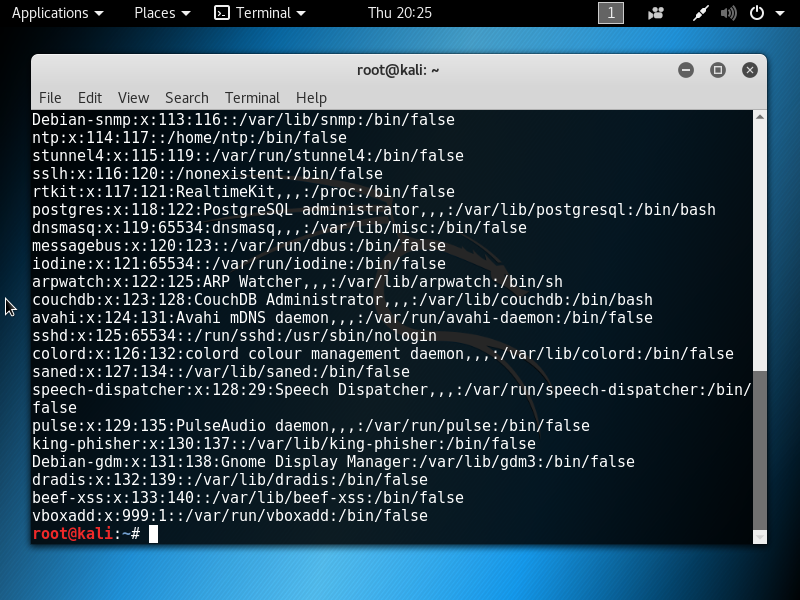 Applications Places Terminal Thu 20:25 1
root@kali: ~
File Edit View Search Terminal Help
Debian-snmp:x:113:116::/var/lib/snmp:/bin/false
ntp:x:114:117::/home/ntp:/bin/false
stunnel4:x:115:119::/var/run/stunnel4:/bin/false
sslh:x:116:120::/nonexistent:/bin/false
rtkit:x:117:121:RealtimeKit,,,:/proc:/bin/false
postgres:x:118:122:PostgreSQL administrator,,,:/var/lib/postgresql:/bin/bash
dnsmasq:x:119:65534:dnsmasq,,,:/var/lib/misc:/bin/false
messagebus:x:120:123::/var/run/dbus:/bin/false
iodine:x:121:65534::/var/run/iodine:/bin/false
arpwatch:x:122:125:ARP Watcher,,,:/var/lib/arpwatch:/bin/sh
couchdb:x:123:128:CouchDB Administrator,,,:/var/lib/couchdb:/bin/bash
avahi:x:124:131:Avahi mDNS daemon,,,:/var/run/avahi-daemon:/bin/false
sshd:x:125:65534::/run/sshd:/usr/sbin/nologin
colord:x:126:132:colord colour management daemon,,,:/var/lib/colord:/bin/false
saned:x:127:134::/var/lib/saned:/bin/false
speech-dispatcher:x:128:29:Speech Dispatcher,,,:/var/run/speech-dispatcher:/bin/
false
pulse:x:129:135:PulseAudio daemon,,,:/var/run/pulse:/bin/false
king-phisher:x:130:137::/var/lib/king-phisher:/bin/false
Debian-gdm:x:131:138:Gnome Display Manager:/var/lib/gdm3:/bin/false
dradis:x:132:139::/var/lib/dradis:/bin/false
beef-xss:x:133:140::/var/lib/beef-xss:/bin/false
vboxadd:x:999:1::/var/run/vboxadd:/bin/false
root@kali:~#